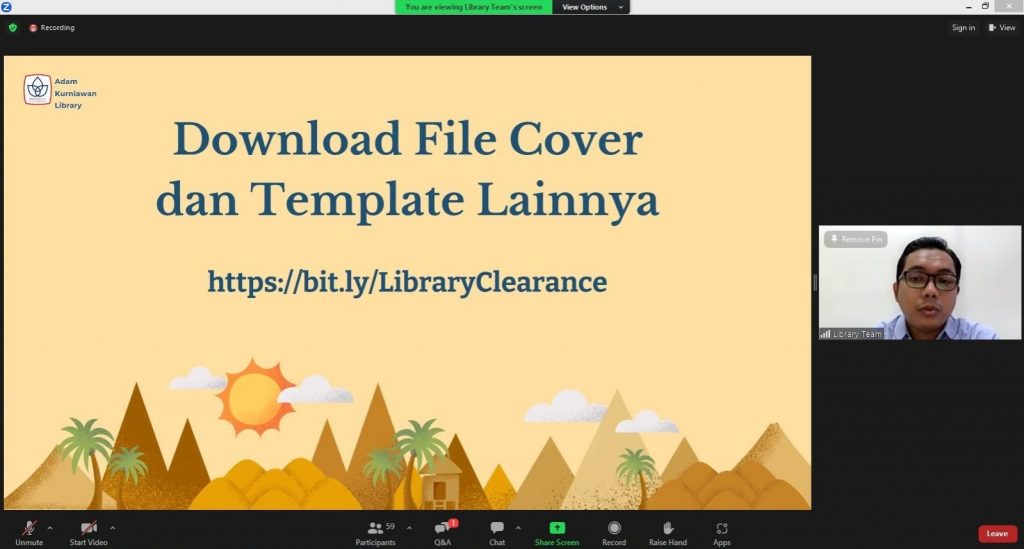 You are viewing Library Team's screen
View Options
Recording
Sign in
View
Adam
Kurniawan
Library
Download File Cover
dan Template Lainnya
https://bit.ly/LibraryClearance
Remove Pin
Library Team
Unmute
Start Video
Participants
59
Q&A
1
Chat
Share Screen
Record
Raise Hand
Apps
Leave